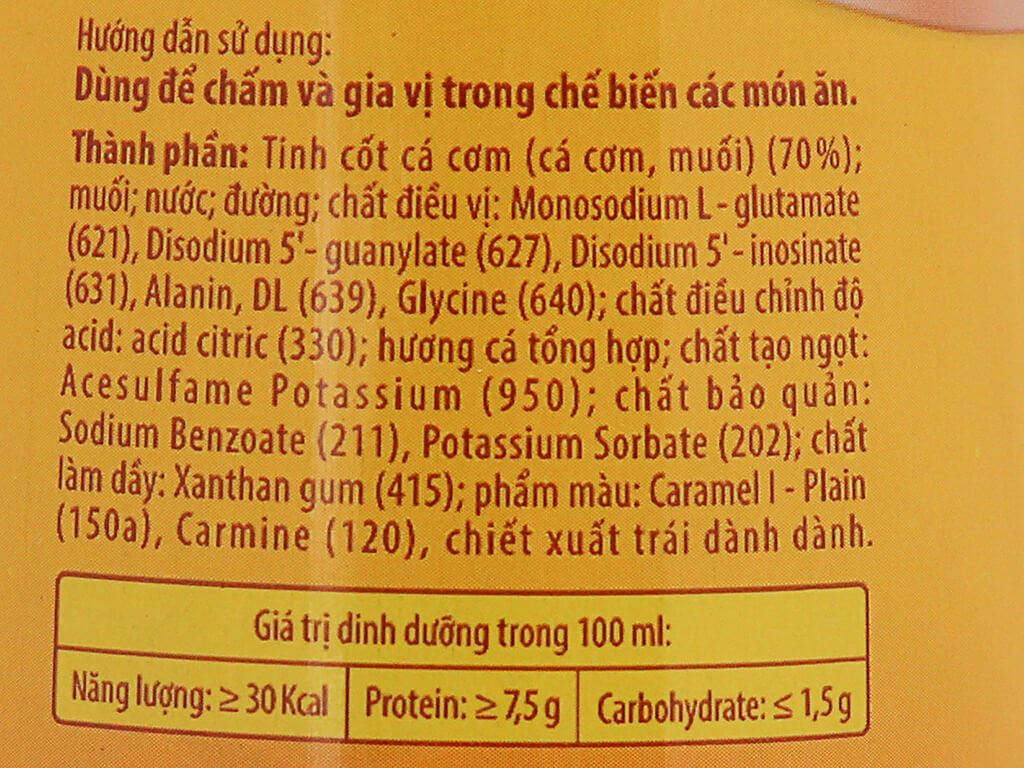 Hướng dẫn sử dụng:
Dùng để chấm và gia vị trong chế biến các món ăn.
Thành phần: Tinh cốt cá cơm (cá cơm, muối) (70%);
muối; nước; đường; chất điều vị: Monosodium L - glutamate
(621), Disodium 5'- guanylate (627), Disodium 5' - inosinate
(631), Alanin, DL (639), Glycine (640); chất điều chỉnh độ
acid: acid citric (330); hương cá tổng hợp; chất tạo ngọt:
Acesulfame Potassium (950); chất bảo quản:
Sodium Benzoate (211), Potassium Sorbate (202); chất
làm dầy: Xanthan gum (415); phẩm màu: Caramel I - Plain
(150a), Carmine (120), chiết xuất trái dành dành.
Giá trị dinh dưỡng trong 100 ml:
Năng lượng: ≥ 30 Kcal Protein: ≥ 7,5 g Carbohydrate: ≤ 1,5 g